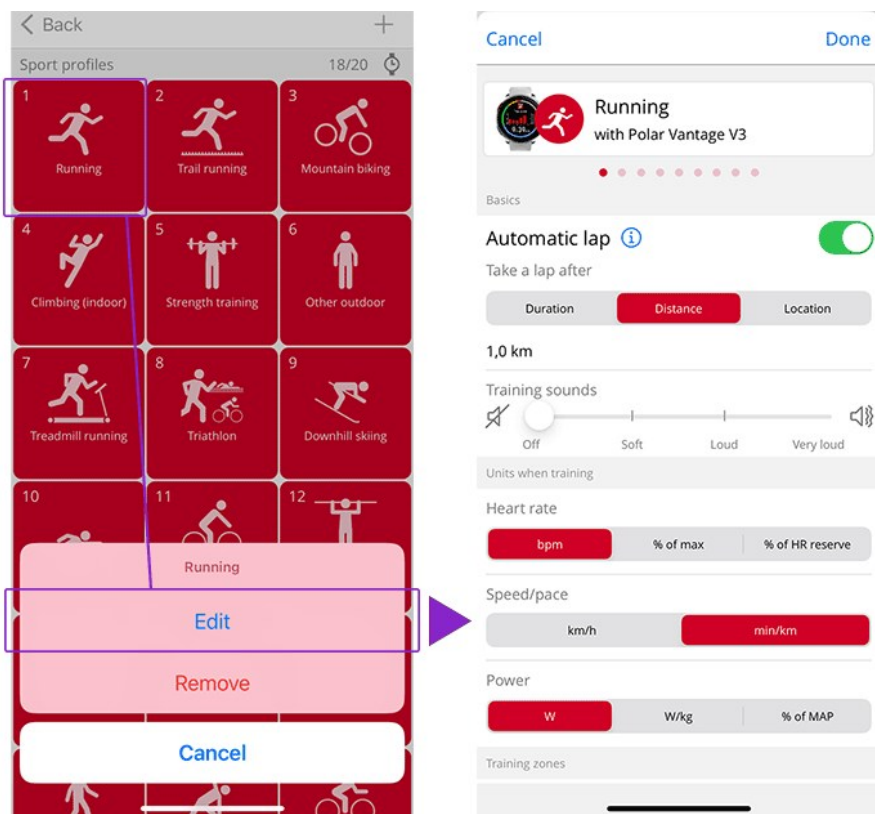 Back
Sport profiles 18/20
1
Running
2
Trail running
3
Mountain biking
4
Climbing (indoor)
5
Strength training
6
Other outdoor
7
Treadmill running
8
Triathlon
9
Downhill skiing
10
11
12
Running
Edit
Remove
Cancel
Cancel Done
Running
with Polar Vantage V3
Basics
Automatic lap
Take a lap after
Duration Distance Location
1,0 km
Training sounds
Off Soft Loud Very loud
Units when training
Heart rate
bpm % of max % of HR reserve
Speed/pace
km/h min/km
Power
W W/kg % of MAP
Training zones